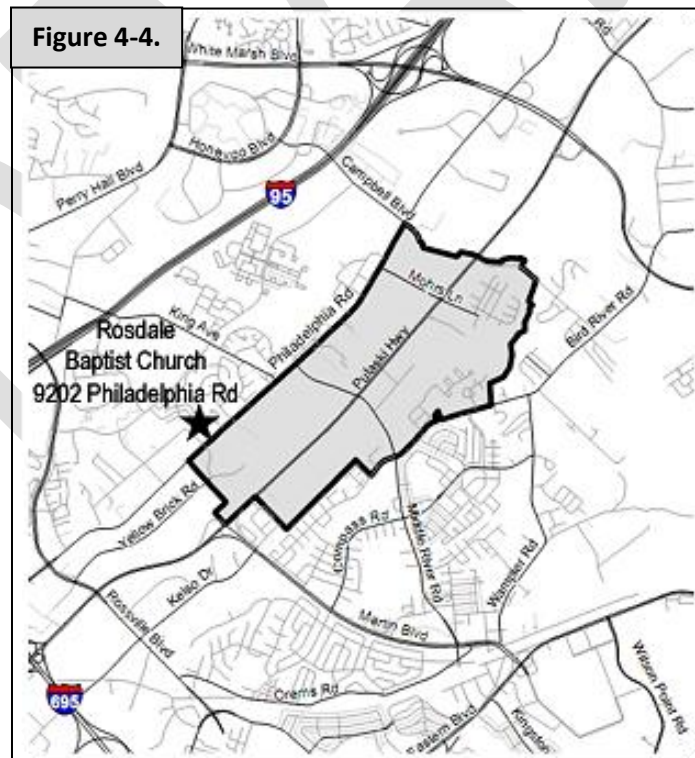 Figure 4-4.
Rd
White Marsh Blvd
Honeygo Blvd
Perry Hall Blvd
95
Campbell Blvd
Mohrs Ln
King Ave
Philadelphia Rd
Bird River Rd
Rosdale
Baptist Church
9202 Philadelphia Rd
Pulaski Hwy
Yellow Brick Rd
Compass Rd
Middle River Rd
Wampler Rd
Kelso Dr
Rossville Blvd
Martin Blvd
Wilson Point Rd
695
Orems Rd
Eastern Blvd
Kingston